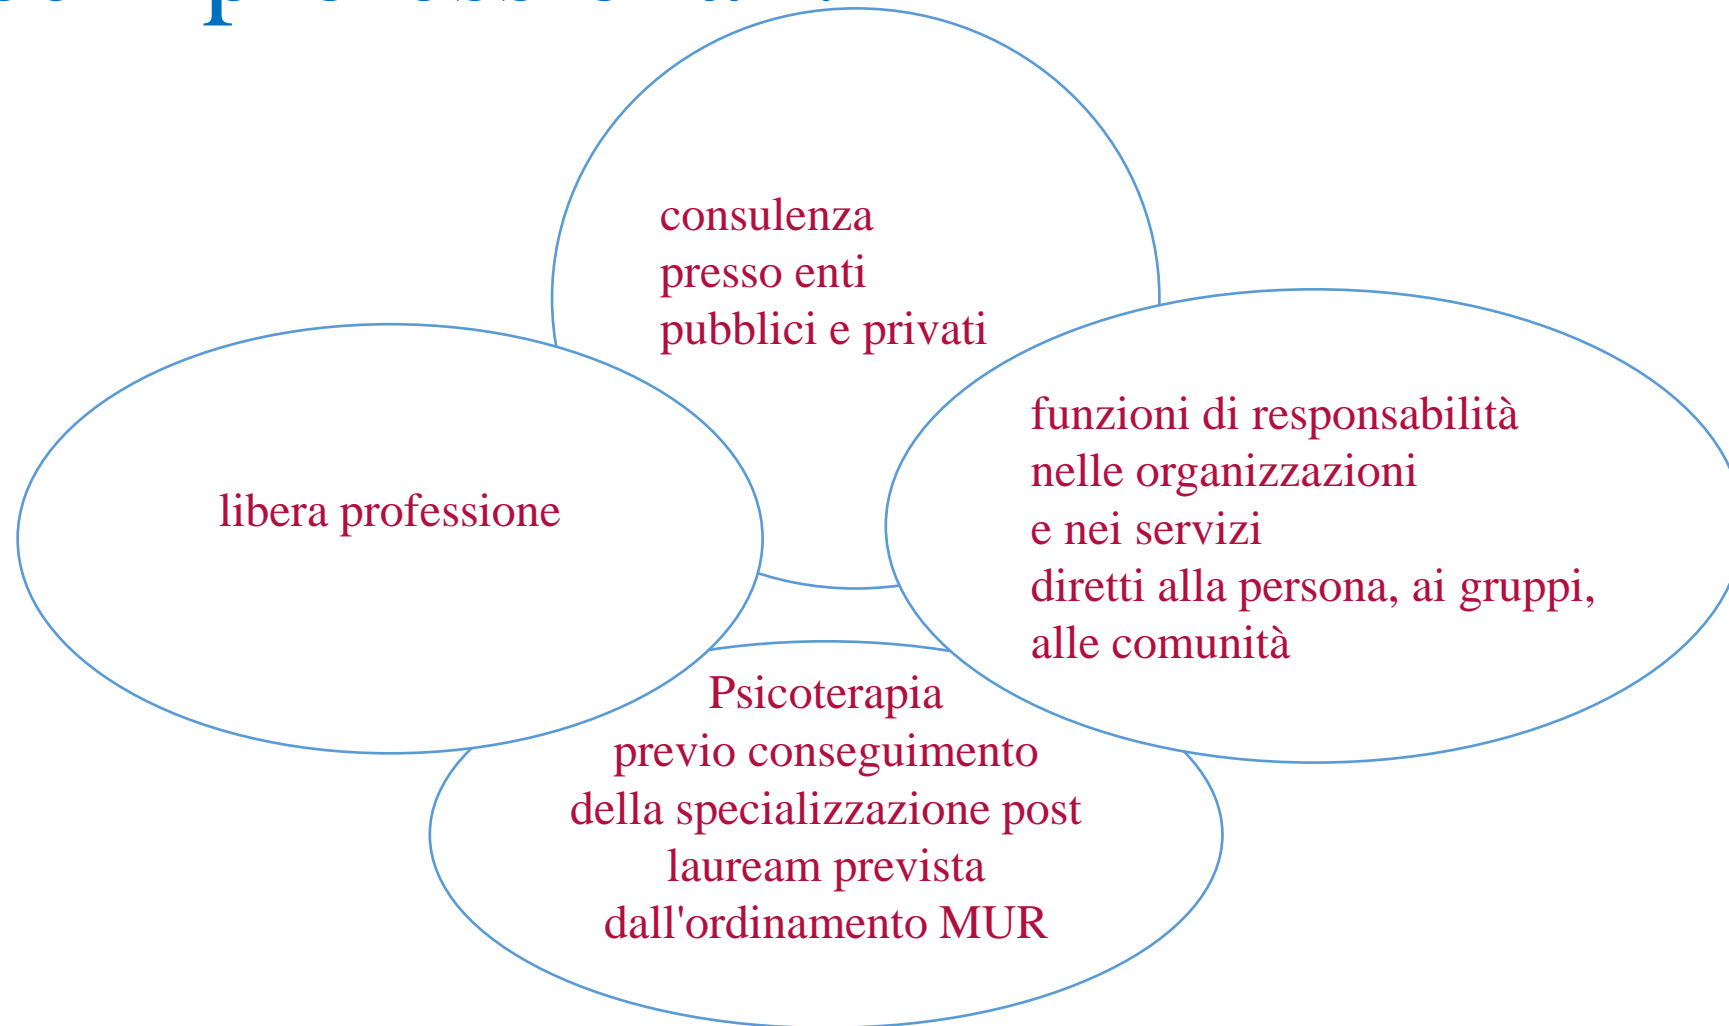 consulenza
presso enti
pubblici e privati
libera professione
funzioni di responsabilità
nelle organizzazioni
e nei servizi
diretti alla persona, ai gruppi,
alle comunità
Psicoterapia
previo conseguimento
della specializzazione post
lauream prevista
dall'ordinamento MUR